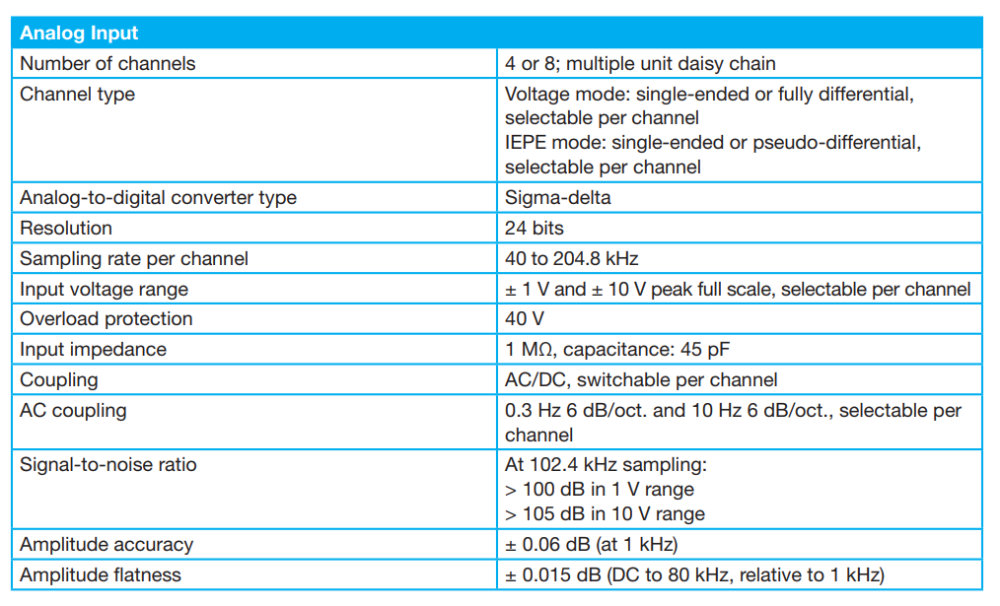 Analog Input
Number of channels 4 or 8; multiple unit daisy chain
Channel type Voltage mode: single-ended or fully differential,
selectable per channel
IEPE mode: single-ended or pseudo-differential,
selectable per channel
Analog-to-digital converter type Sigma-delta
Resolution 24 bits
Sampling rate per channel 40 to 204.8 kHz
Input voltage range ± 1 V and ± 10 V peak full scale, selectable per channel
Overload protection 40 V
Input impedance 1 MΩ, capacitance: 45 pF
Coupling AC/DC, switchable per channel
AC coupling 0.3 Hz 6 dB/oct. and 10 Hz 6 dB/oct., selectable per
channel
Signal-to-noise ratio At 102.4 kHz sampling:
> 100 dB in 1 V range
> 105 dB in 10 V range
Amplitude accuracy ± 0.06 dB (at 1 kHz)
Amplitude flatness ± 0.015 dB (DC to 80 kHz, relative to 1 kHz)